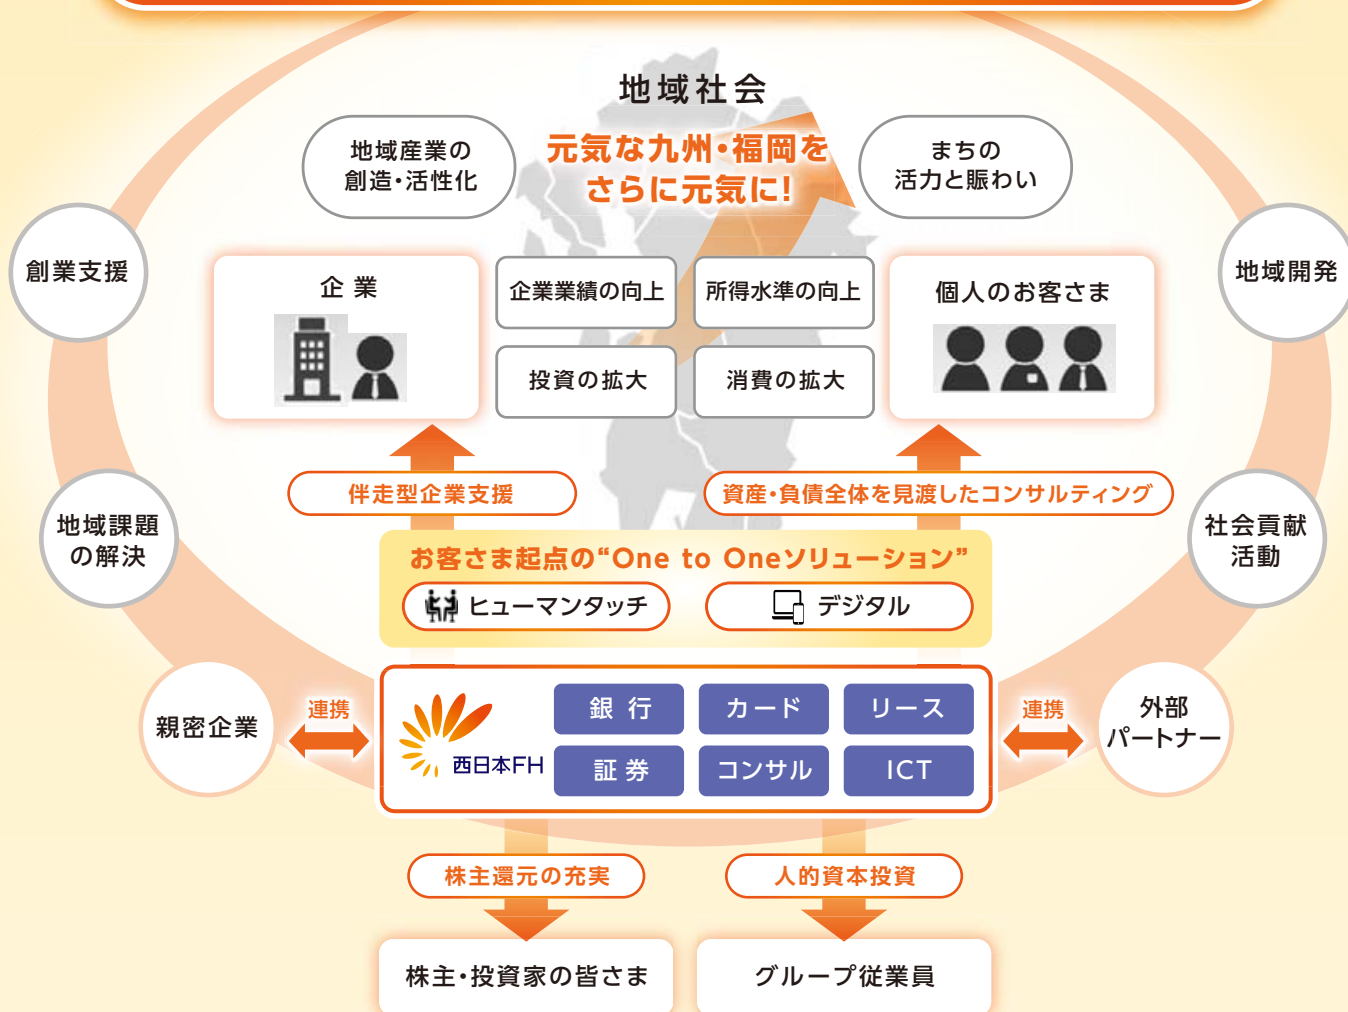 地域社会
元気な九州・福岡を
さらに元気に!
地域産業の
創造・活性化
まちの
活力と賑わい
創業支援
地域開発
企業
企業業績の向上
所得水準の向上
個人のお客さま
投資の拡大
消費の拡大
伴走型企業支援
資産・負債全体を見渡したコンサルティング
地域課題
の解決
社会貢献
活動
お客さま起点の“One to Oneソリューション”
ヒューマンタッチ
デジタル
親密企業
連携
西日本FH
銀行
カード
リース
証券
コンサル
ICT
連携
外部
パートナー
株主還元の充実
人的資本投資
株主・投資家の皆さま
グループ従業員